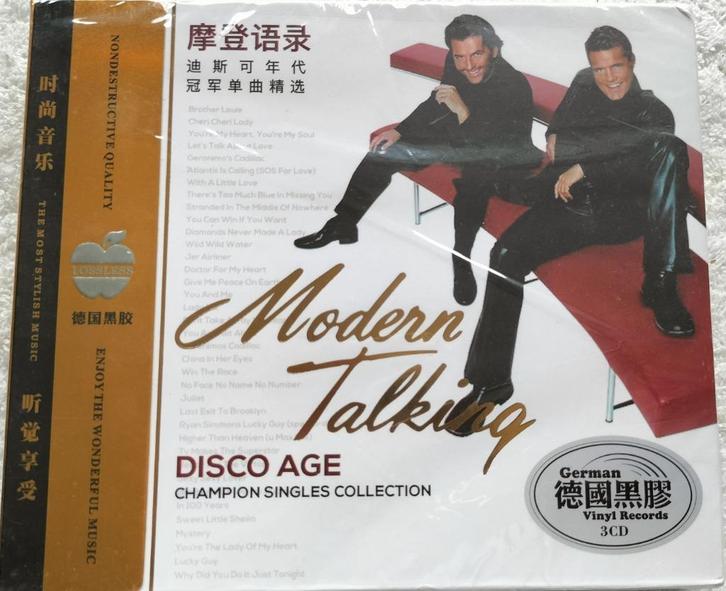 时尚音乐
THE MOST STYLISH MUSIC
听觉享受
NONDESTRUCTIVE QUALITY
LOSSLESS
德国黑胶
ENJOY THE WONDERFUL MUSIC
摩登语录
迪斯可年代
冠军单曲精选
Brother Louie
Cheri Cheri Lady
You're My Heart, You're My Soul
Let's Talk About Love
Geronimo's Cadillac
Atlantis Is Calling (SOS For Love)
With A Little Love
There's Too Much Blue In Missing You
Stranded In The Middle Of Nowhere
You Can Win If You Want
Diamonds Never Made A Lady
Wild Wild Water
Jet Airliner
Doctor For My Heart
Give Me Peace On Earth
You And Me
China In Her Eyes
Win The Race
No Face No Name No Number
Juliet
Last Exit To Brooklyn
Ryan Simmons Lucky Guy
Higher Than Heaven
Tv Makes The Superstar
In 100 Years
Sweet Little Sheila
Mystery
You're The Lady Of My Heart
Lucky Guy
Why Did You Do It Just Tonight
Modern
Talking
DISCO AGE
CHAMPION SINGLES COLLECTION
German
德國黑膠
Vinyl Records
3CD